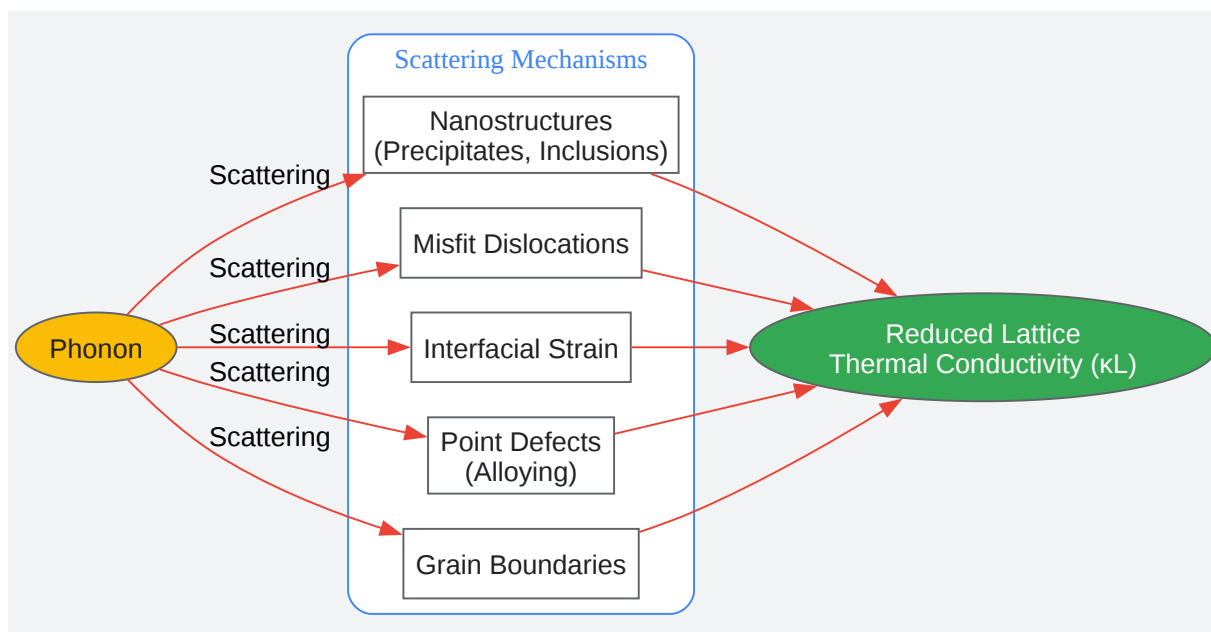 Scattering Mechanisms
Nanostructures
(Precipitates, Inclusions)
Scattering
Misfit Dislocations
Scattering
Phonon
Scattering
Interfacial Strain
Reduced Lattice
Thermal Conductivity (κL)
Scattering
Point Defects
(Alloying)
Scattering
Grain Boundaries